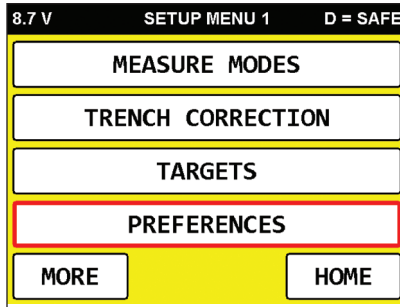 8.7 V SETUP MENU 1 D = SAFE
MEASURE MODES
TRENCH CORRECTION
TARGETS
PREFERENCES
MORE HOME